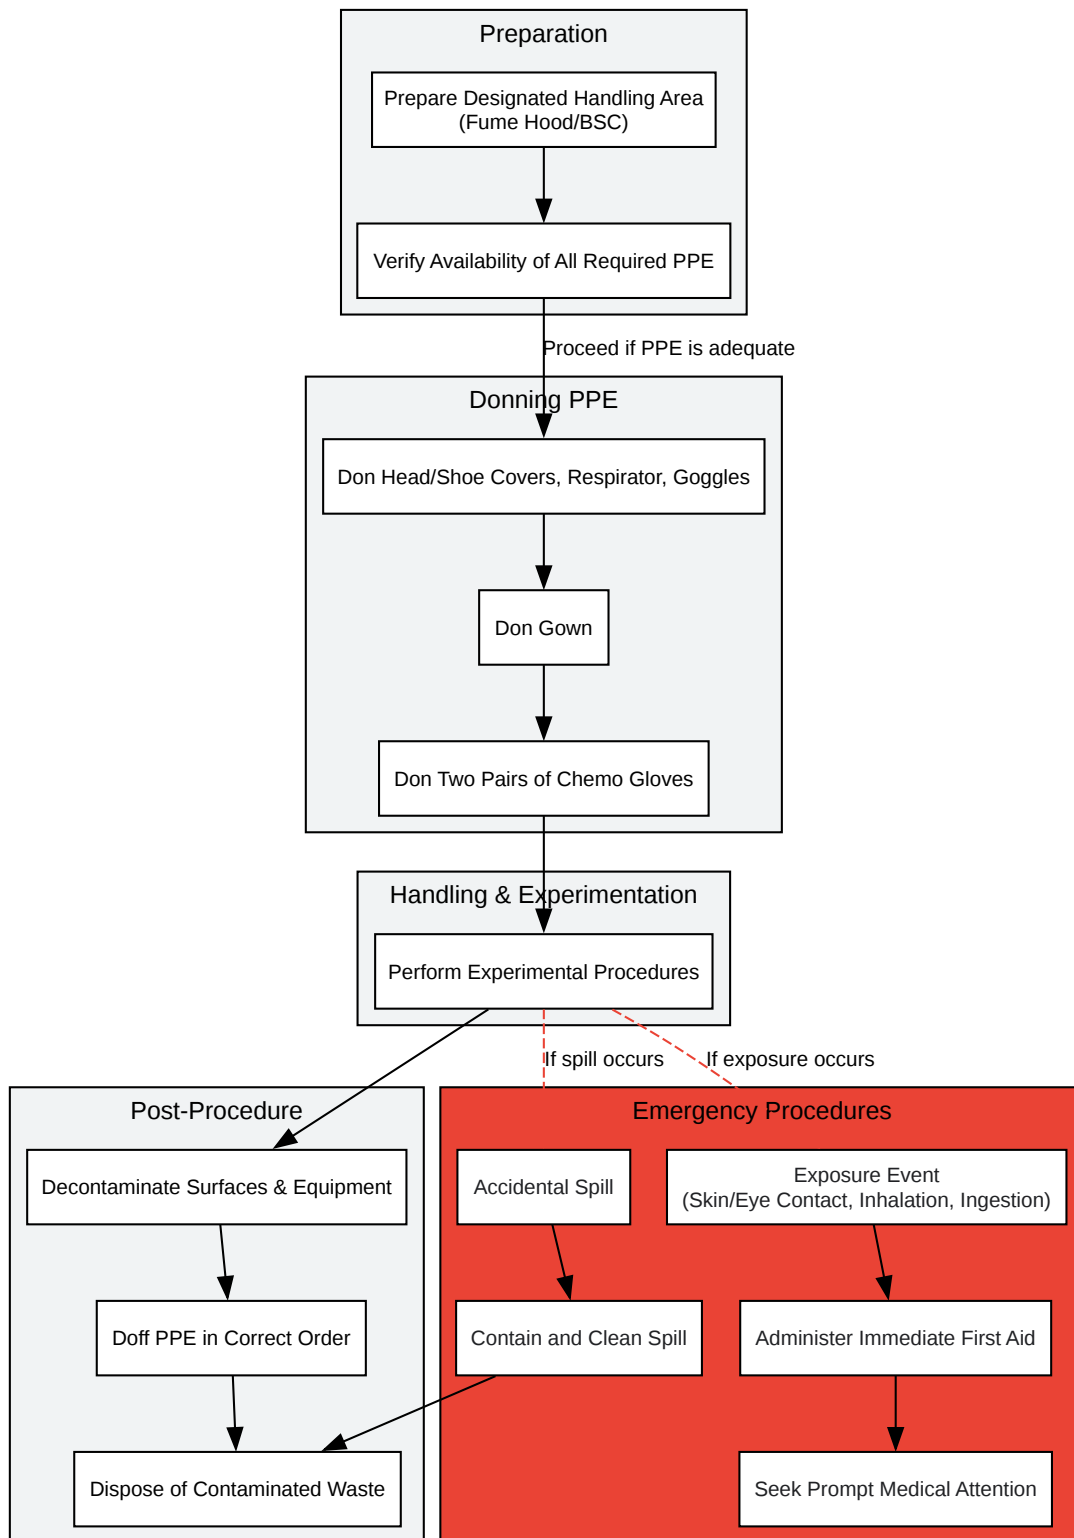 Preparation
Prepare Designated Handling Area
(Fume Hood/BSC)
Verify Availability of All Required PPE
Proceed if PPE is adequate
Donning PPE
Don Head/Shoe Covers, Respirator, Goggles
Don Gown
Don Two Pairs of Chemo Gloves
Handling & Experimentation
Perform Experimental Procedures
If spill occurs
If exposure occurs
Post-Procedure
Decontaminate Surfaces & Equipment
Doff PPE in Correct Order
Dispose of Contaminated Waste
Emergency Procedures
Accidental Spill
Contain and Clean Spill
Exposure Event
(Skin/Eye Contact, Inhalation, Ingestion)
Administer Immediate First Aid
Seek Prompt Medical Attention